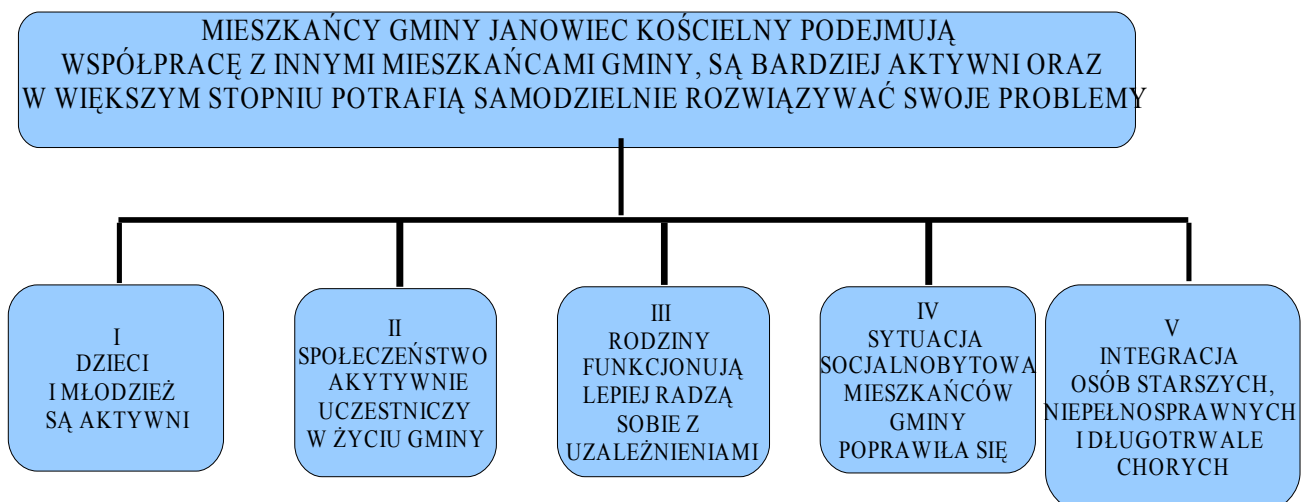 MIESZKAŃCY GMINY JANOWIEC KOŚCIELNY PODEJMUJĄ
WSPÓŁPRACĘ Z INNYMI MIESZKAŃCAMI GMINY, SĄ BARDZIEJ AKTYWNI ORAZ
W WIĘKSZYM STOPNIU POTRAFIĄ SAMODZIELNIE ROZWIĄZYWAĆ SWOJE PROBLEMY
I
DZIECI
I MŁODZIEŻ
SĄ AKTYWNI
II
SPOŁECZEŃSTWO
AKYTYWNIE
UCZESTNICZY
W ŻYCIU GMINY
III
RODZINY
FUNKCJONUJĄ
LEPIEJ RADZĄ
SOBIE Z
UZALEŻNIENIAMI
IV
SYTUACJA
SOCJALNOBYTOWA
MIESZKAŃCÓW
GMINY
POPRAWIŁA SIĘ
V
INTEGRACJA
OSÓB STARSZYCH,
NIEPEŁNOSPRAWNYCH
I DŁUGOTRWALE
CHORYCH